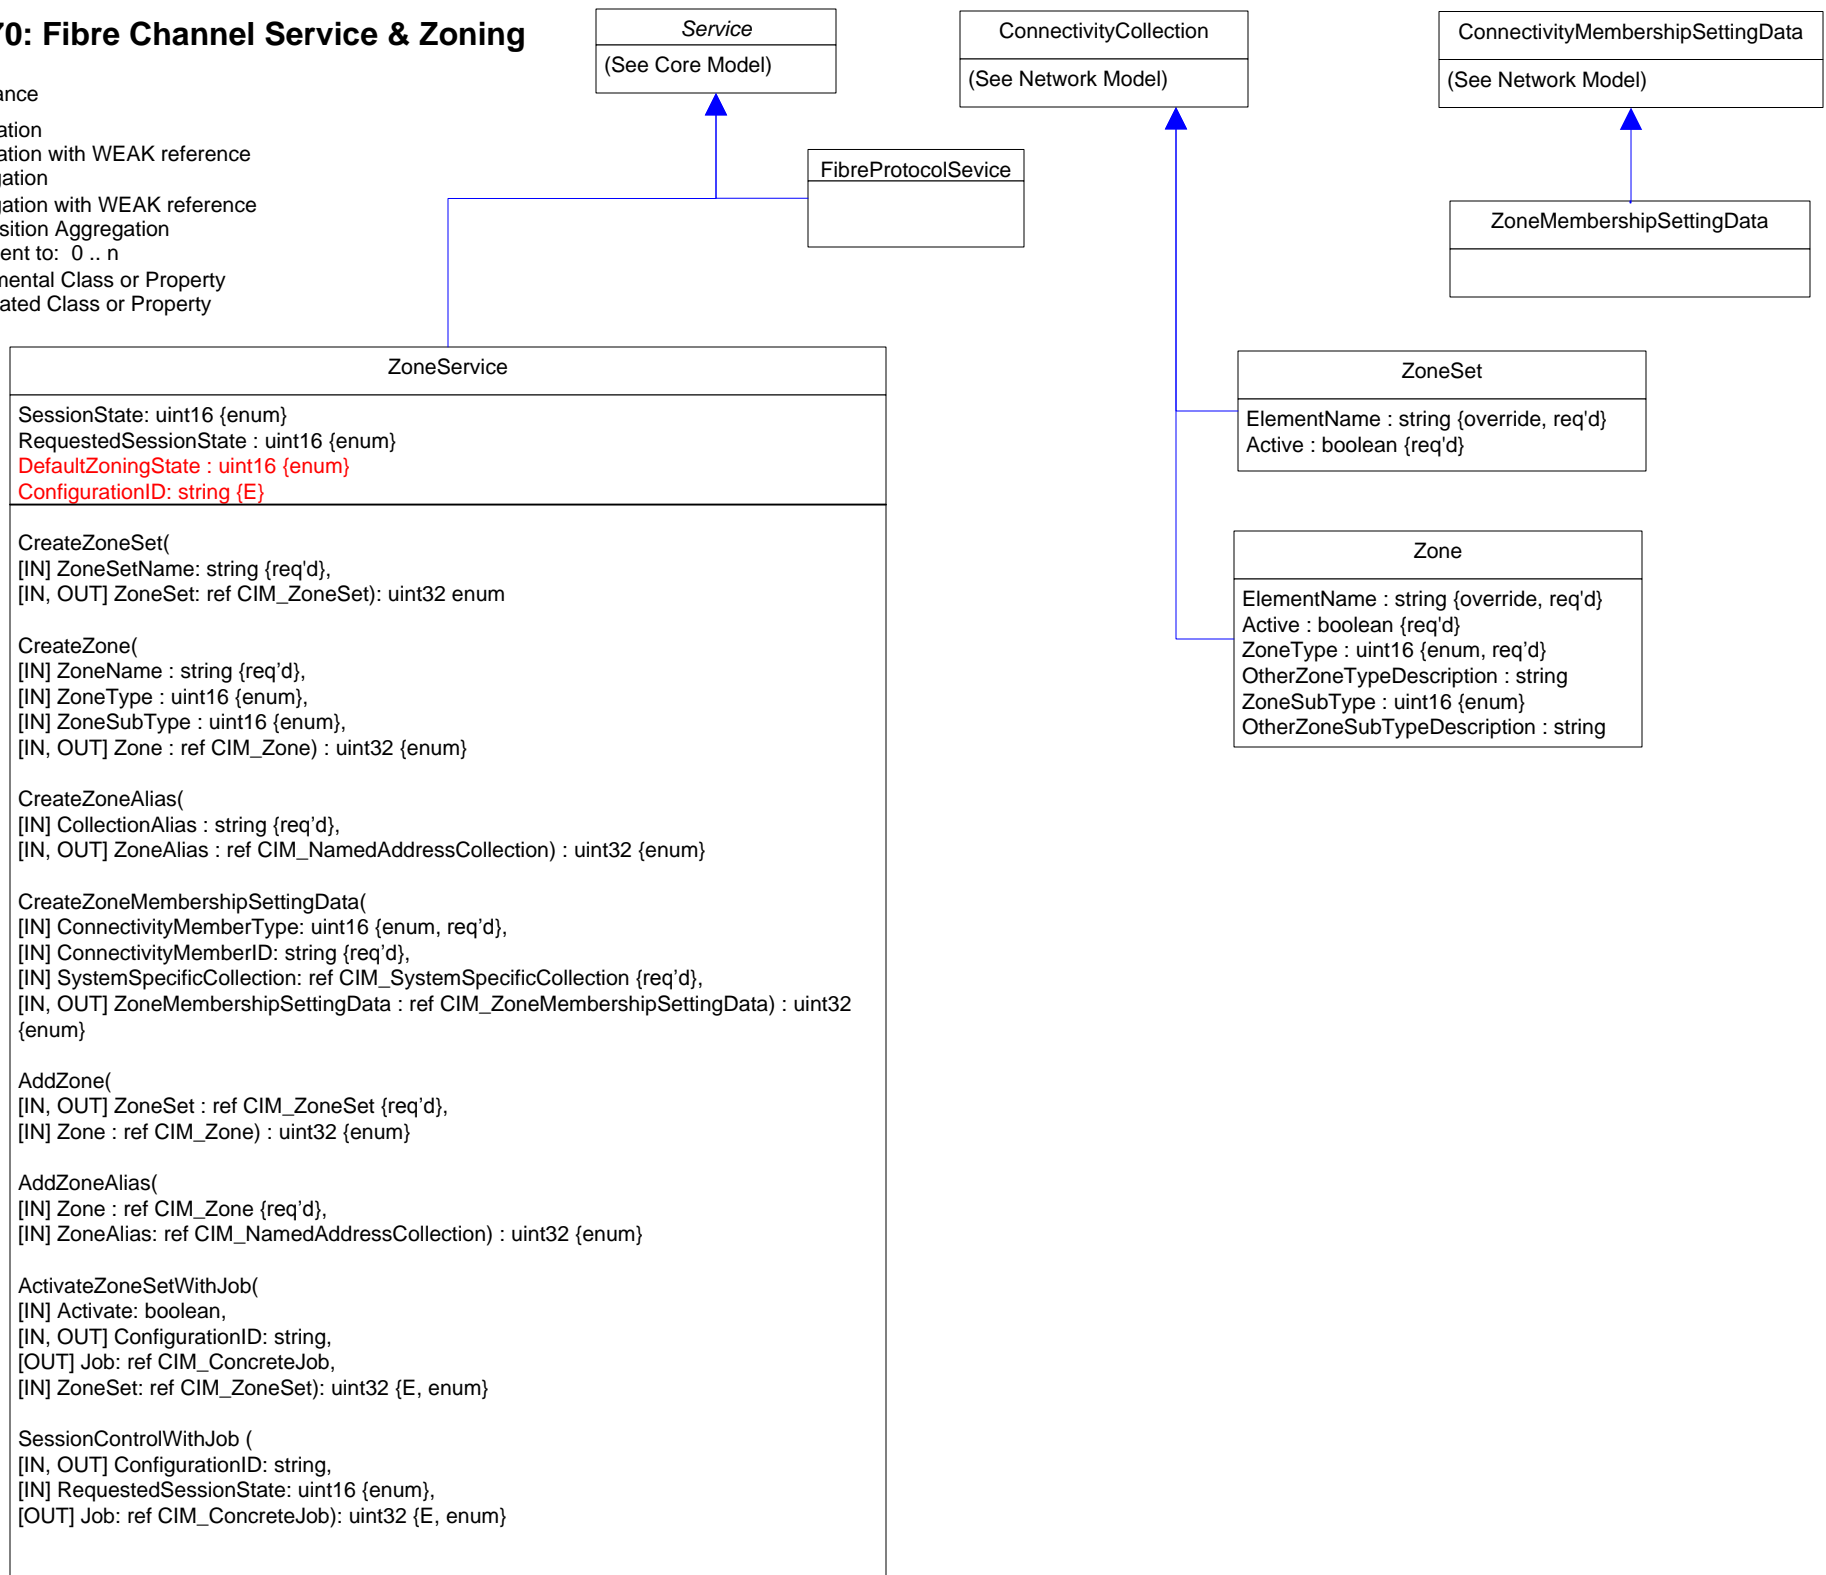 70: Fibre Channel Service & Zoning
ance
ation
ation with WEAK reference
gation
gation with WEAK reference
sition Aggregation
ent to:  0 .. n
mental Class or Property
ated Class or Property
Service
(See Core Model)
FibreProtocolSevice
ConnectivityCollection
(See Network Model)
ConnectivityMembershipSettingData
(See Network Model)
ZoneMembershipSettingData
ZoneService
SessionState: uint16 {enum}
RequestedSessionState : uint16 {enum}
DefaultZoningState : uint16 {enum}
ConfigurationID: string {E}
CreateZoneSet(
[IN] ZoneSetName: string {req'd},
[IN, OUT] ZoneSet: ref CIM_ZoneSet): uint32 enum
CreateZone(
[IN] ZoneName : string {req’d},
[IN] ZoneType : uint16 {enum},
[IN] ZoneSubType : uint16 {enum},
[IN, OUT] Zone : ref CIM_Zone) : uint32 {enum}
CreateZoneAlias(
[IN] CollectionAlias : string {req’d},
[IN, OUT] ZoneAlias : ref CIM_NamedAddressCollection) : uint32 {enum}
CreateZoneMembershipSettingData(
[IN] ConnectivityMemberType: uint16 {enum, req’d},
[IN] ConnectivityMemberID: string {req’d},
[IN] SystemSpecificCollection: ref CIM_SystemSpecificCollection {req’d},
[IN, OUT] ZoneMembershipSettingData : ref CIM_ZoneMembershipSettingData) : uint32
{enum}
AddZone(
[IN, OUT] ZoneSet : ref CIM_ZoneSet {req’d},
[IN] Zone : ref CIM_Zone) : uint32 {enum}
AddZoneAlias(
[IN] Zone : ref CIM_Zone {req’d},
[IN] ZoneAlias: ref CIM_NamedAddressCollection) : uint32 {enum}
ActivateZoneSetWithJob(
[IN] Activate: boolean,
[IN, OUT] ConfigurationID: string,
[OUT] Job: ref CIM_ConcreteJob,
[IN] ZoneSet: ref CIM_ZoneSet): uint32 {E, enum}
SessionControlWithJob (
[IN, OUT] ConfigurationID: string,
[IN] RequestedSessionState: uint16 {enum},
[OUT] Job: ref CIM_ConcreteJob): uint32 {E, enum}
ZoneSet
ElementName : string {override, req'd}
Active : boolean {req'd}
Zone
ElementName : string {override, req'd}
Active : boolean {req'd}
ZoneType : uint16 {enum, req’d}
OtherZoneTypeDescription : string
ZoneSubType : uint16 {enum}
OtherZoneSubTypeDescription : string